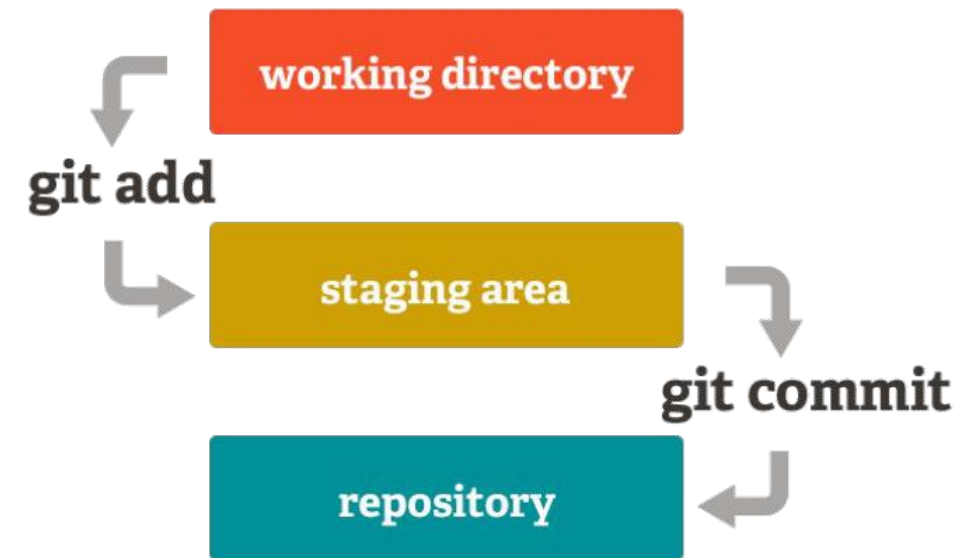 working directory
git add
staging area
git commit
repository